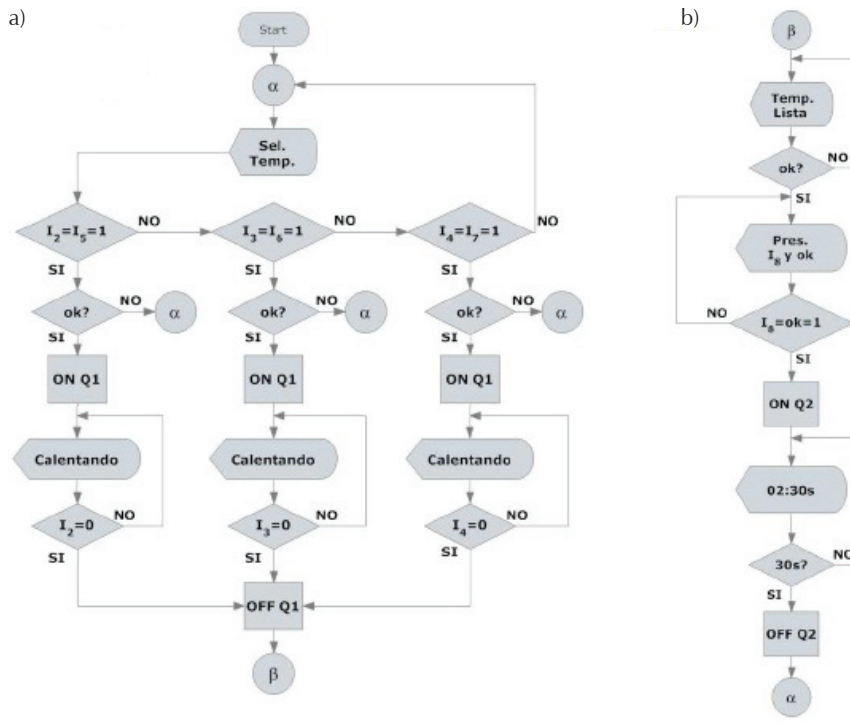 a)
Start
α
Sel.
Temp.
I₂=I₅=1
NO
I₃=I₆=1
NO
I₄=I₇=1
NO
SI
SI
SI
ok?
NO
α
ok?
NO
α
ok?
NO
α
SI
SI
SI
ON Q1
ON Q1
ON Q1
Calentando
Calentando
Calentando
I₂=0
NO
I₃=0
NO
I₄=0
NO
SI
SI
SI
OFF Q1
β
b)
β
Temp.
Lista
ok?
NO
SI
Pres.
I₈ y ok
NO
I₈=ok=1
SI
ON Q2
02:30s
30s?
NO
SI
OFF Q2
α